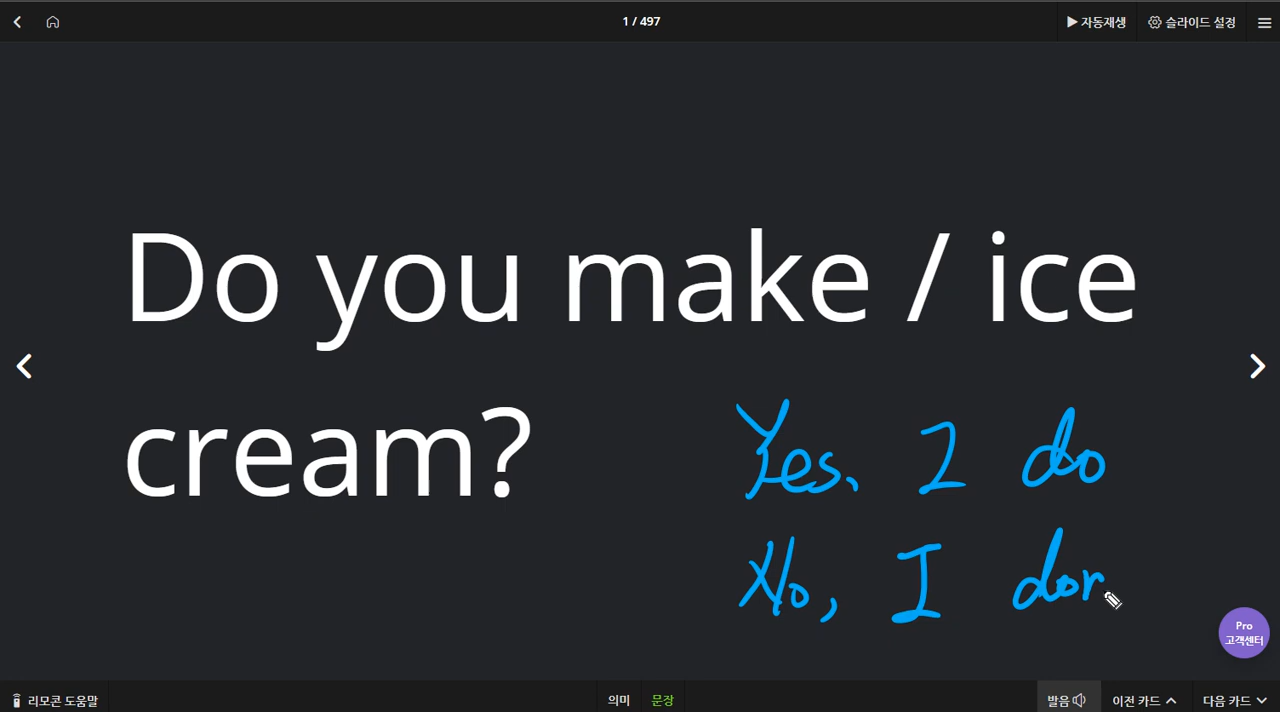 1 / 497
자동재생
슬라이드 설정
Do you make / ice
cream?
Yes, I do
No, I don
Pro
고객센터
리모콘 도움말
의미
문장
발음
이전 카드
다음 카드